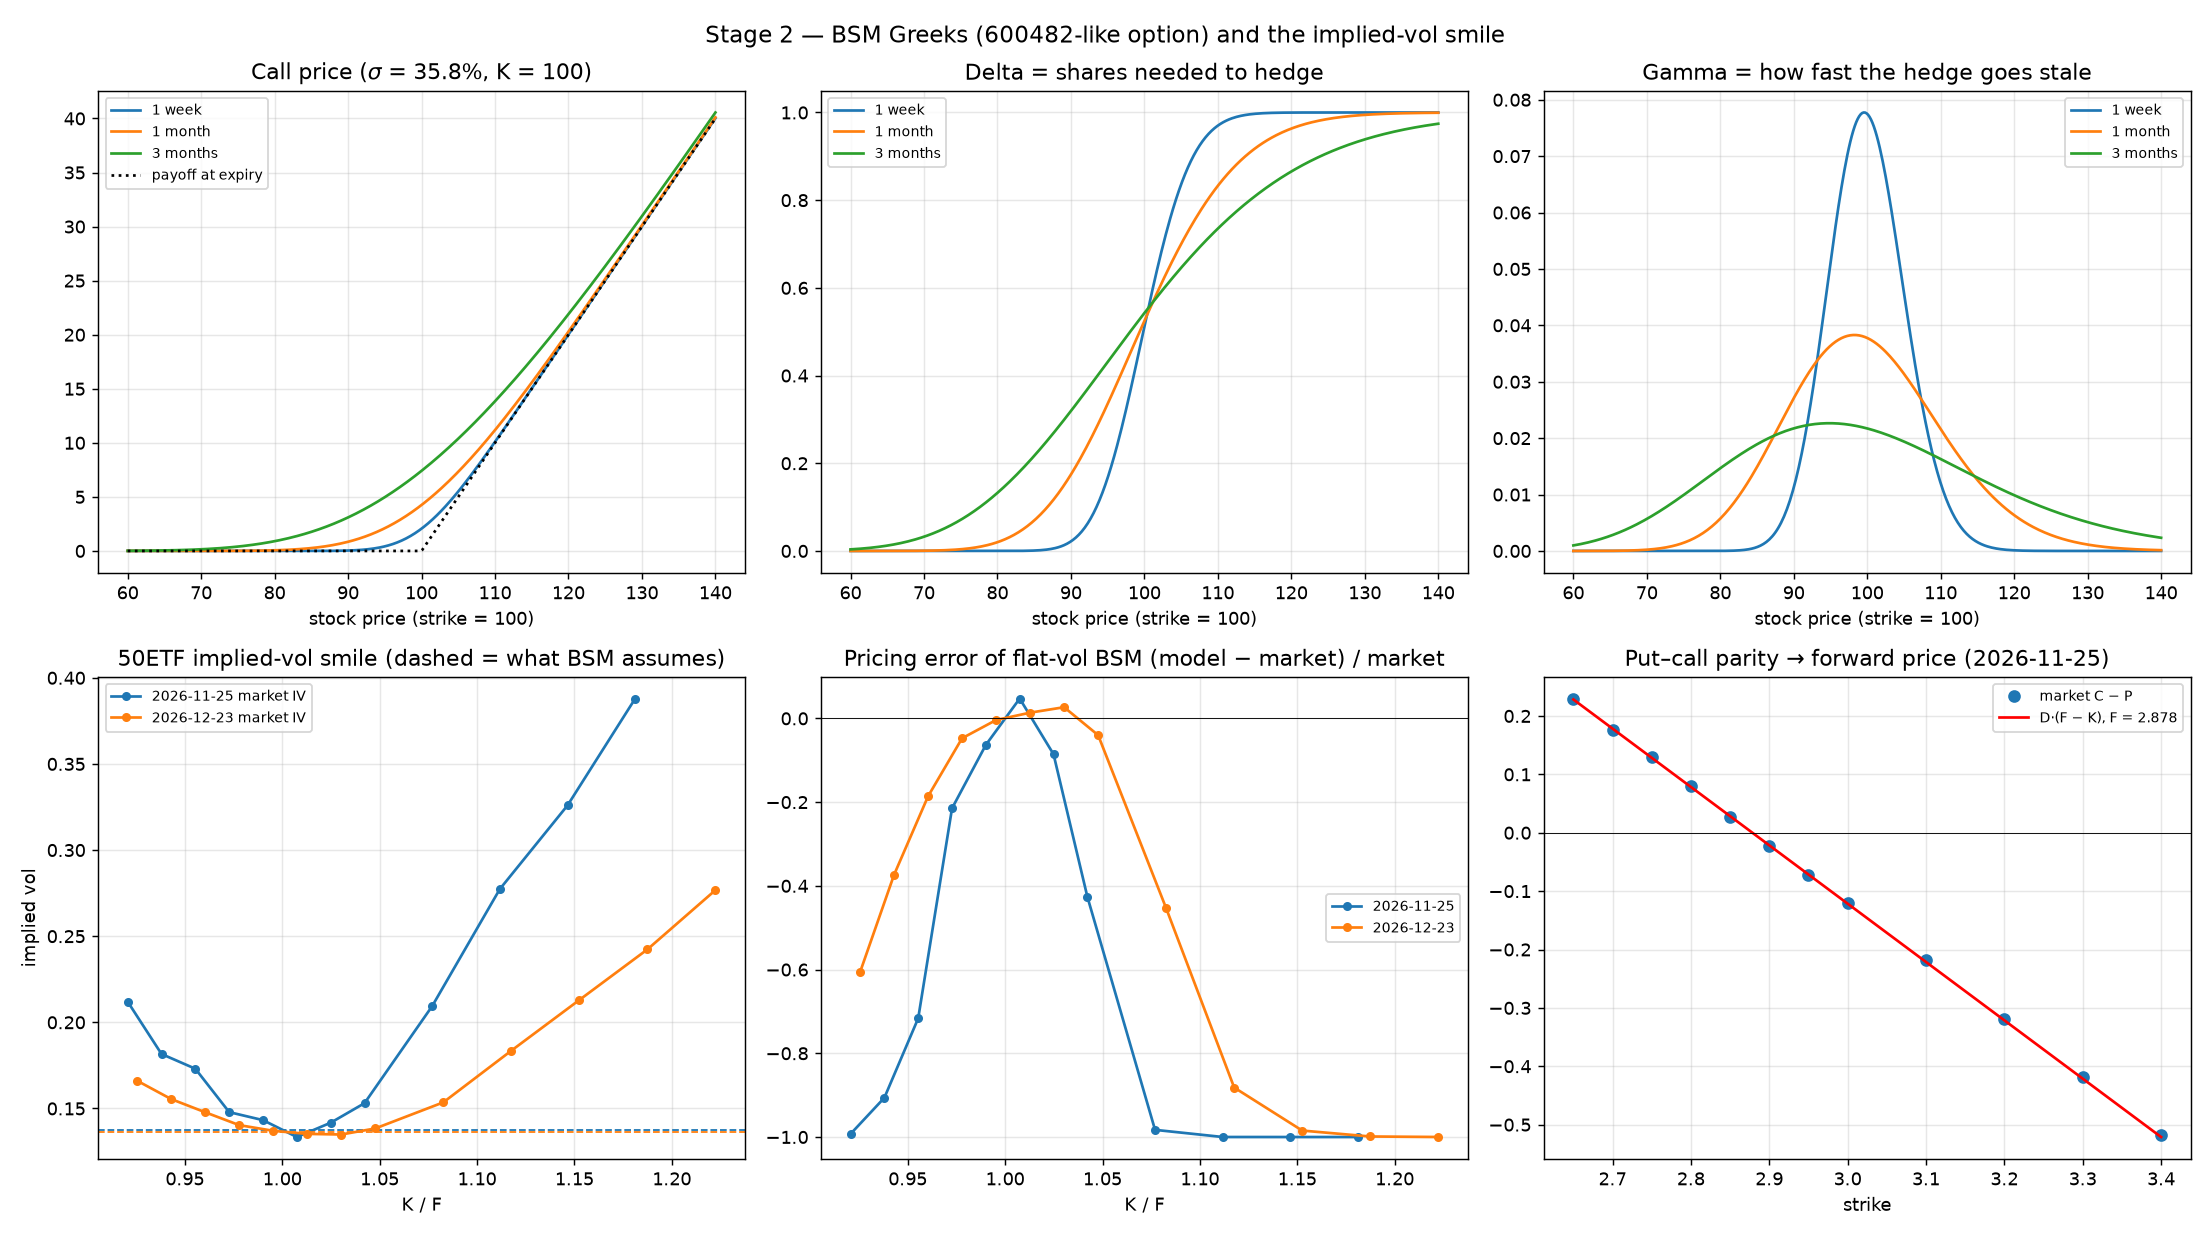 Stage 2 — BSM Greeks (600482-like option) and the implied-vol smile
Call price (σ = 35.8%, K = 100)
1 week
1 month
3 months
payoff at expiry
40
35
30
25
20
15
10
5
0
60 70 80 90 100 110 120 130 140
stock price (strike = 100)
Delta = shares needed to hedge
1 week
1 month
3 months
1.0
0.8
0.6
0.4
0.2
0.0
60 70 80 90 100 110 120 130 140
stock price (strike = 100)
Gamma = how fast the hedge goes stale
1 week
1 month
3 months
0.08
0.07
0.06
0.05
0.04
0.03
0.02
0.01
0.00
60 70 80 90 100 110 120 130 140
stock price (strike = 100)
50ETF implied-vol smile (dashed = what BSM assumes)
2026-11-25 market IV
2026-12-23 market IV
0.40
0.35
0.30
0.25
0.20
0.15
implied vol
0.95 1.00 1.05 1.10 1.15 1.20
K / F
Pricing error of flat-vol BSM (model − market) / market
0.0
−0.2
−0.4
−0.6
−0.8
−1.0
2026-11-25
2026-12-23
0.95 1.00 1.05 1.10 1.15 1.20
K / F
Put–call parity → forward price (2026-11-25)
market C − P
D·(F − K), F = 2.878
0.2
0.1
0.0
−0.1
−0.2
−0.3
−0.4
−0.5
2.7 2.8 2.9 3.0 3.1 3.2 3.3 3.4
strike